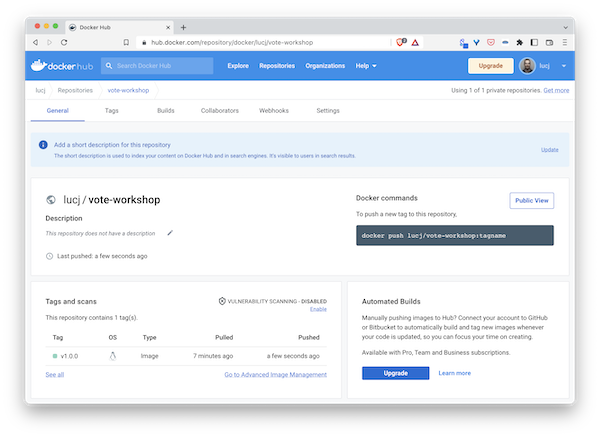 Docker Hub
hub.docker.com/repository/docker/lucj/vote-workshop
dockerhub
Search Docker Hub
Explore
Repositories
Organizations
Help
Upgrade
lucj
lucj
Repositories
vote-workshop
Using 1 of 1 private repositories. Get more
General
Tags
Builds
Collaborators
Webhooks
Settings
Add a short description for this repository
The short description is used to index your content on Docker Hub and in search engines. It's visible to users in search results.
Update
lucj / vote-workshop
Description
This repository does not have a description
Last pushed: a few seconds ago
Docker commands
Public View
To push a new tag to this repository,
docker push lucj/vote-workshop:tagname
Tags and scans
VULNERABILITY SCANNING - DISABLED
Enable
This repository contains 1 tag(s).
Tag OS Type Pulled Pushed
v1.0.0 Image 7 minutes ago a few seconds ago
See all
Go to Advanced Image Management
Automated Builds
Manually pushing images to Hub? Connect your account to GitHub
or Bitbucket to automatically build and tag new images whenever
your code is updated, so you can focus your time on creating.
Available with Pro, Team and Business subscriptions.
Upgrade
Learn more